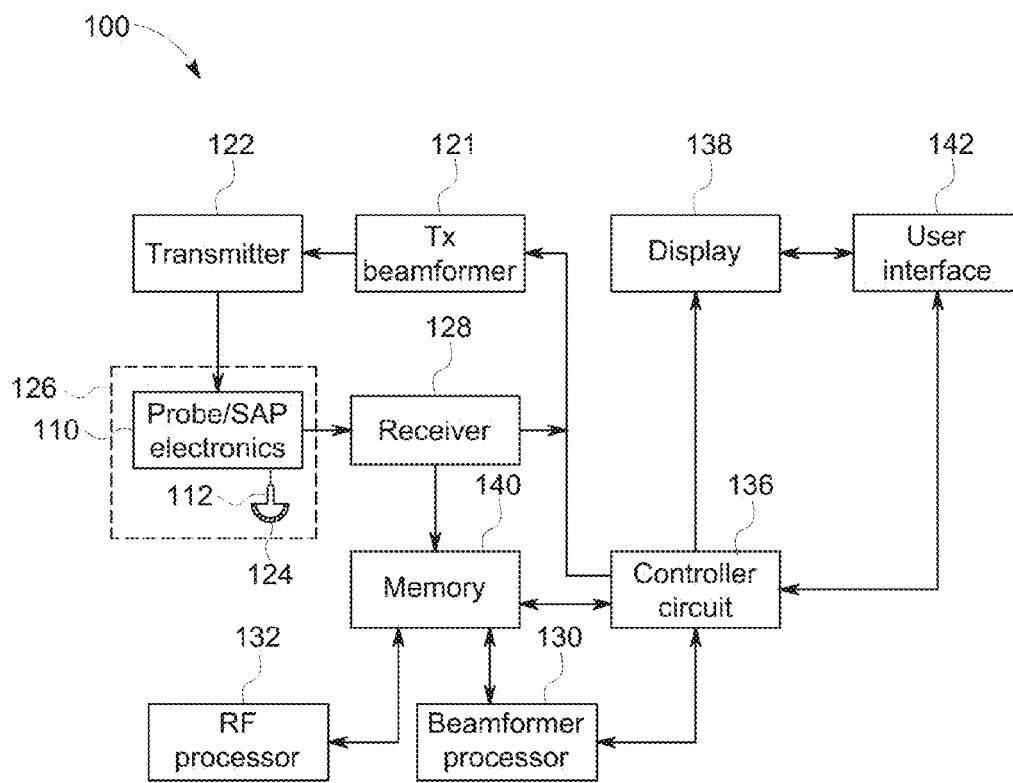 100
122
121
138
142
Transmitter
Tx
beamformer
Display
User
interface
126
128
110
Probe/SAP
electronics
Receiver
112
124
140
136
Memory
Controller
circuit
132
130
RF
processor
Beamformer
processor